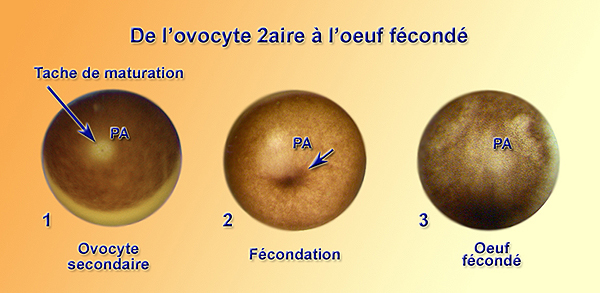 De l'ovocyte 2aire à l'oeuf fécondé
Tache de maturation
PA
PA
PA
1
2
3
Ovocyte
secondaire
Fécondation
Oeuf
fécondé